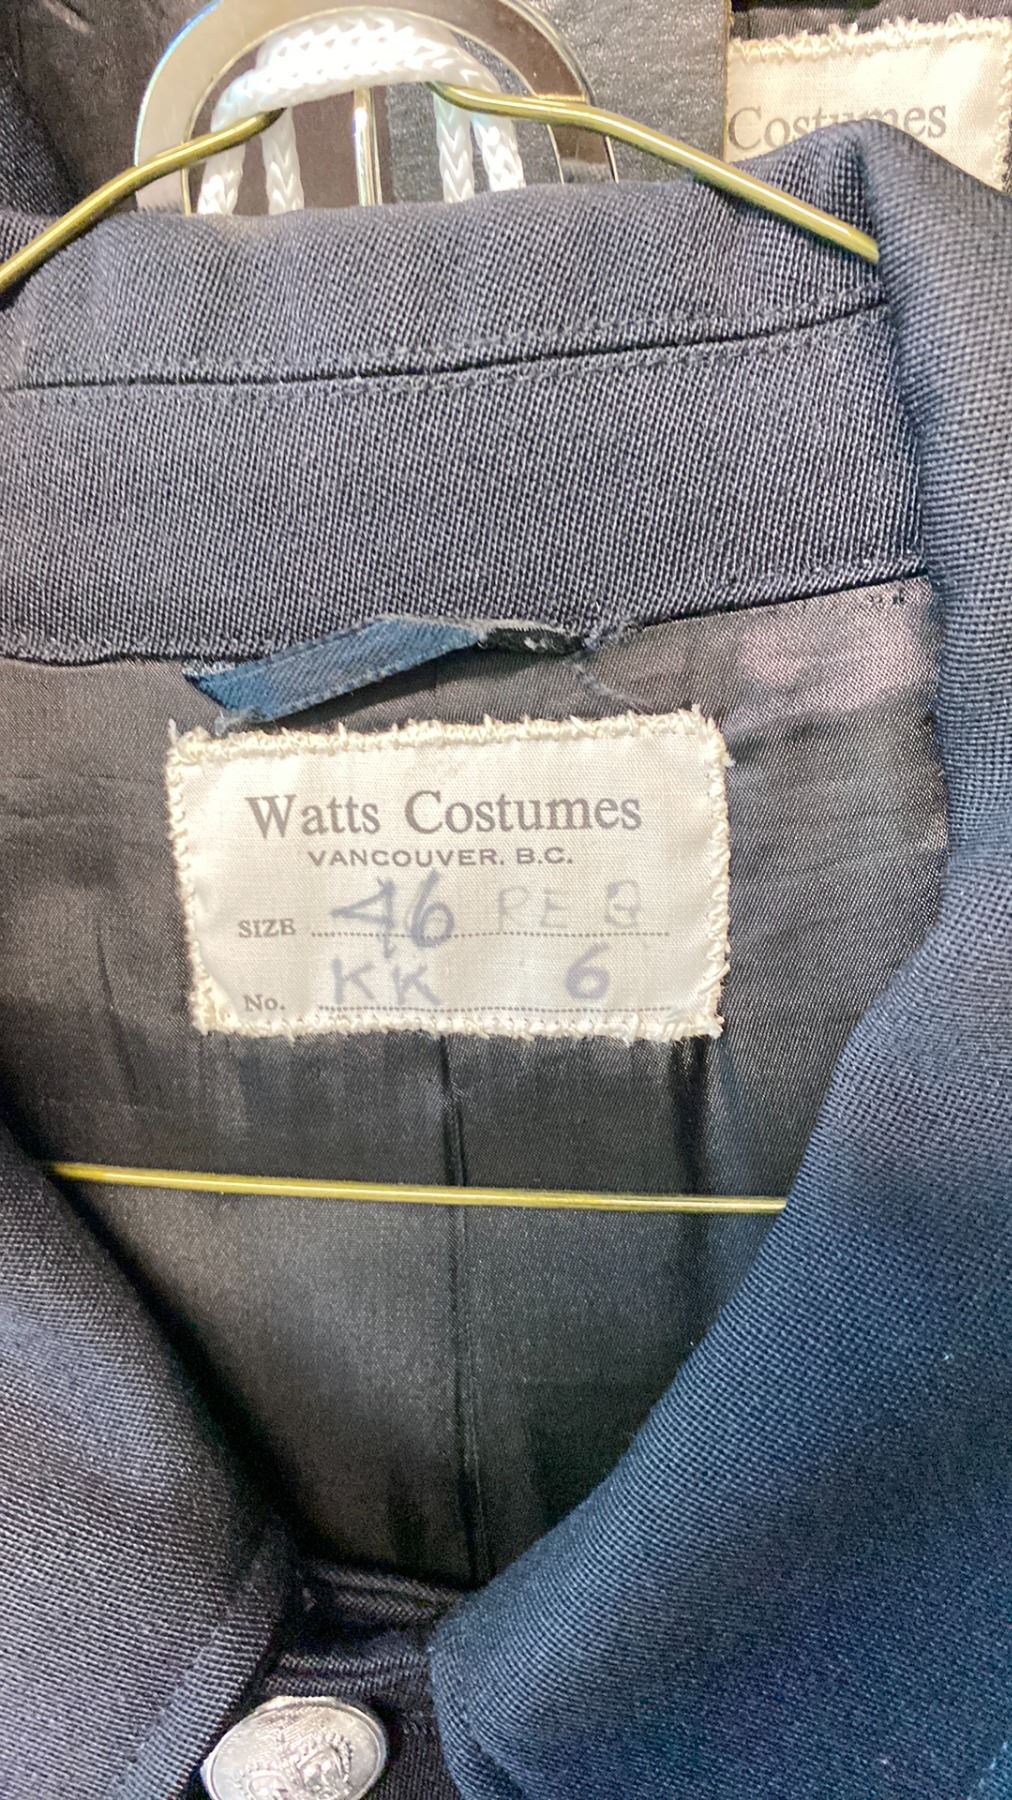 Costumes
Watts Costumes
VANCOUVER. B.C.
SIZE 46 REG
No. KK 6